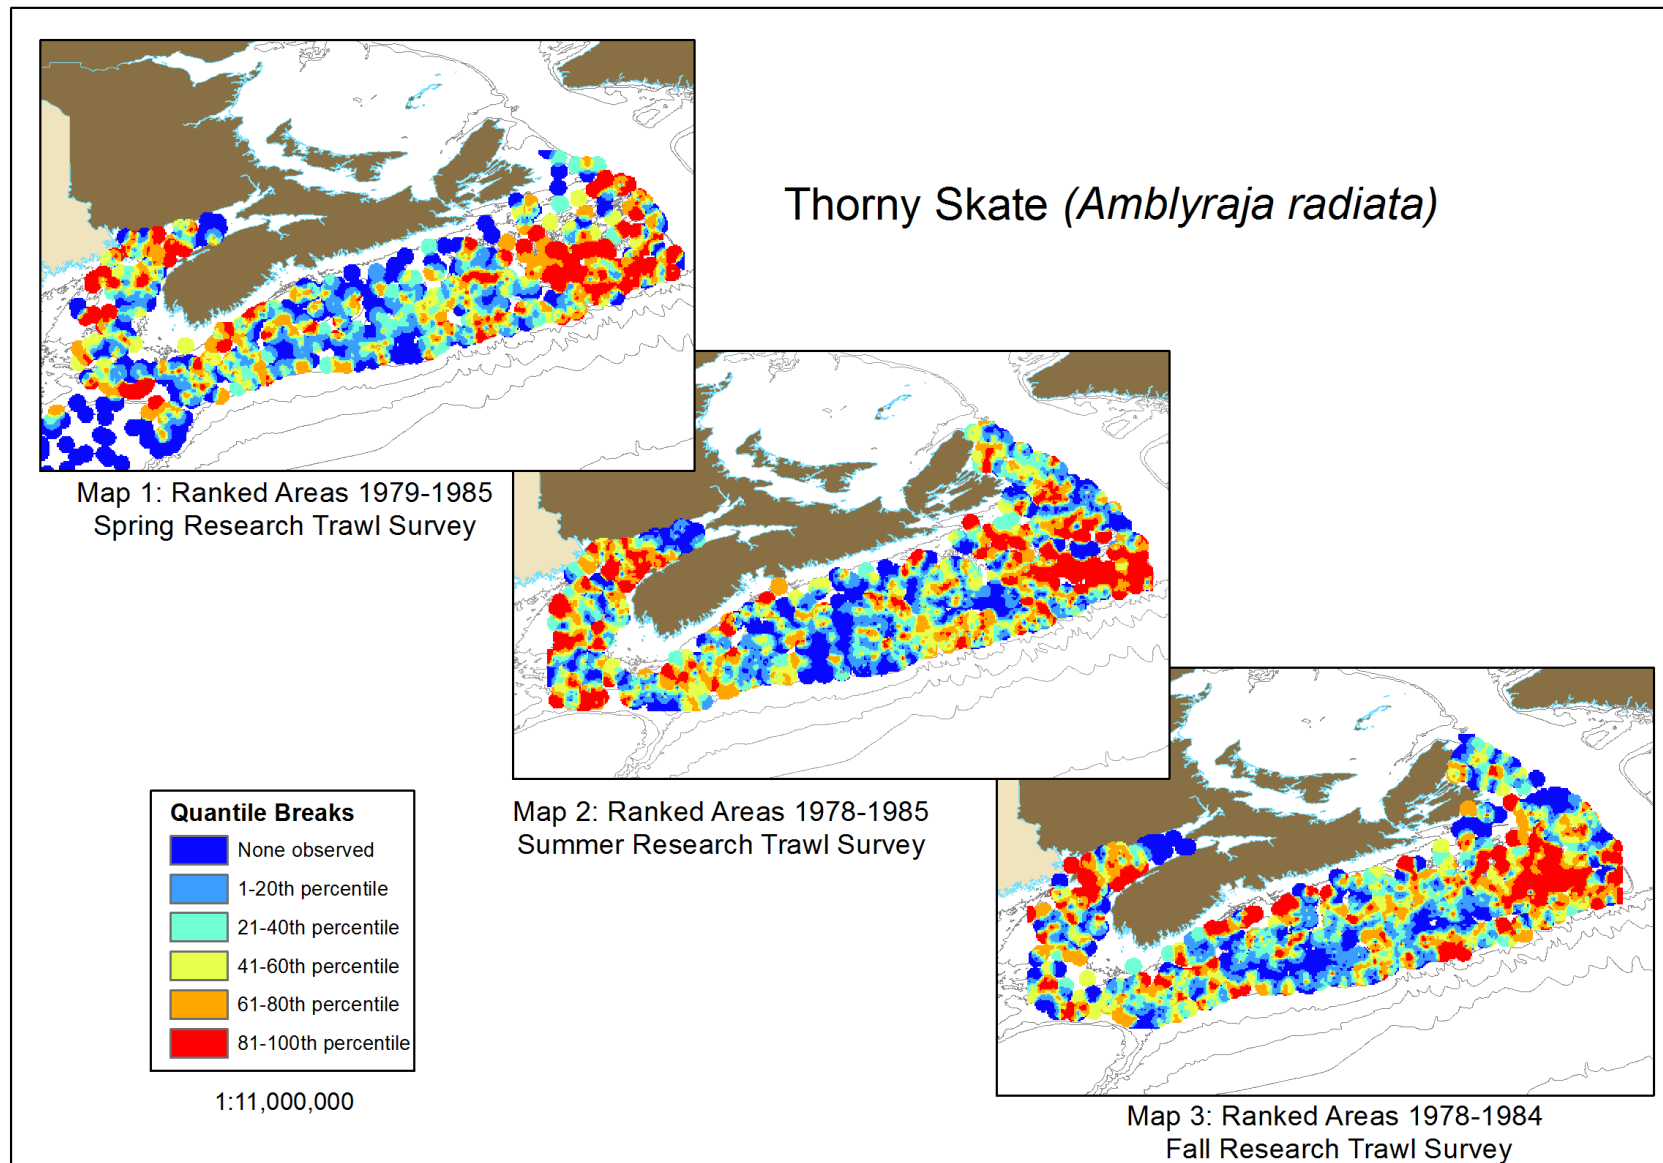 Thorny Skate (Amblyraja radiata)
Map 1: Ranked Areas 1979-1985
Spring Research Trawl Survey
Map 2: Ranked Areas 1978-1985
Summer Research Trawl Survey
Map 3: Ranked Areas 1978-1984
Fall Research Trawl Survey
Quantile Breaks
None observed
1-20th percentile
21-40th percentile
41-60th percentile
61-80th percentile
81-100th percentile
1:11,000,000